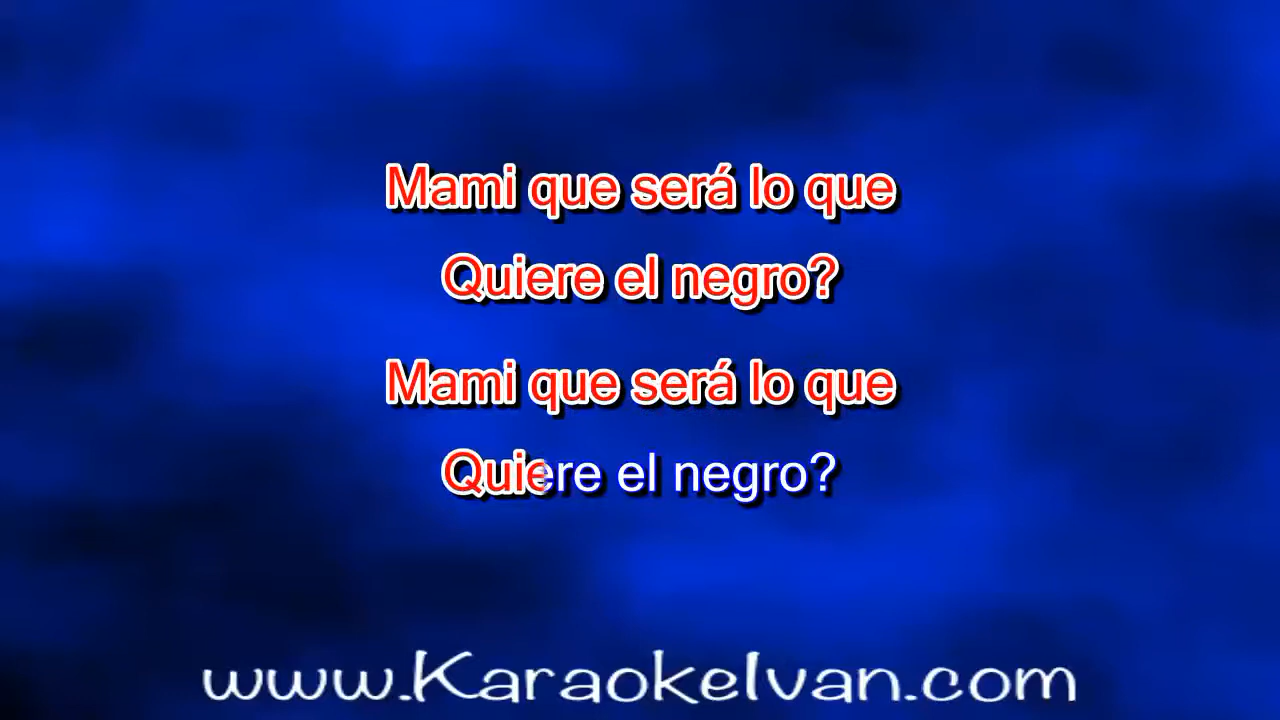 Mami que será lo que
Quiere el negro?
Mami que será lo que
Quiere el negro?
www.KaraokeIvan.com